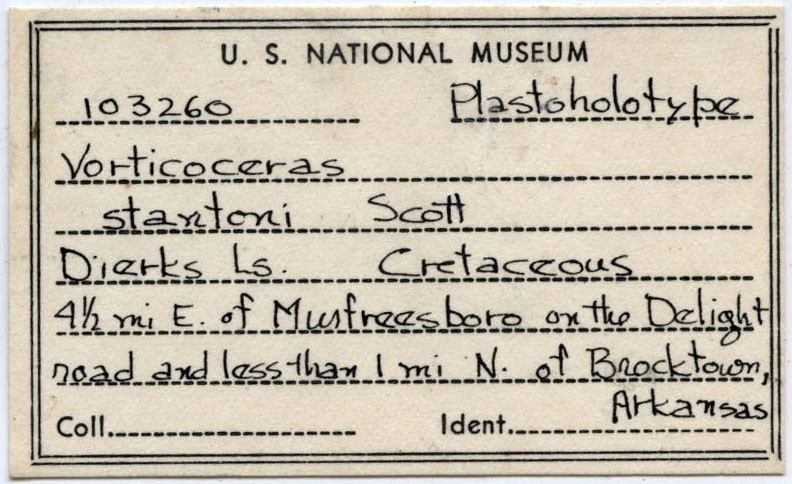 U. S. NATIONAL MUSEUM
103260 Plastoholotype
Vorticoceras
stantoni Scott
Dierks Ls. Cretaceous
4½ mi E. of Murfreesboro on the Delight
road and less than 1 mi N. of Brocktown,
Arkansas
Coll. Ident.